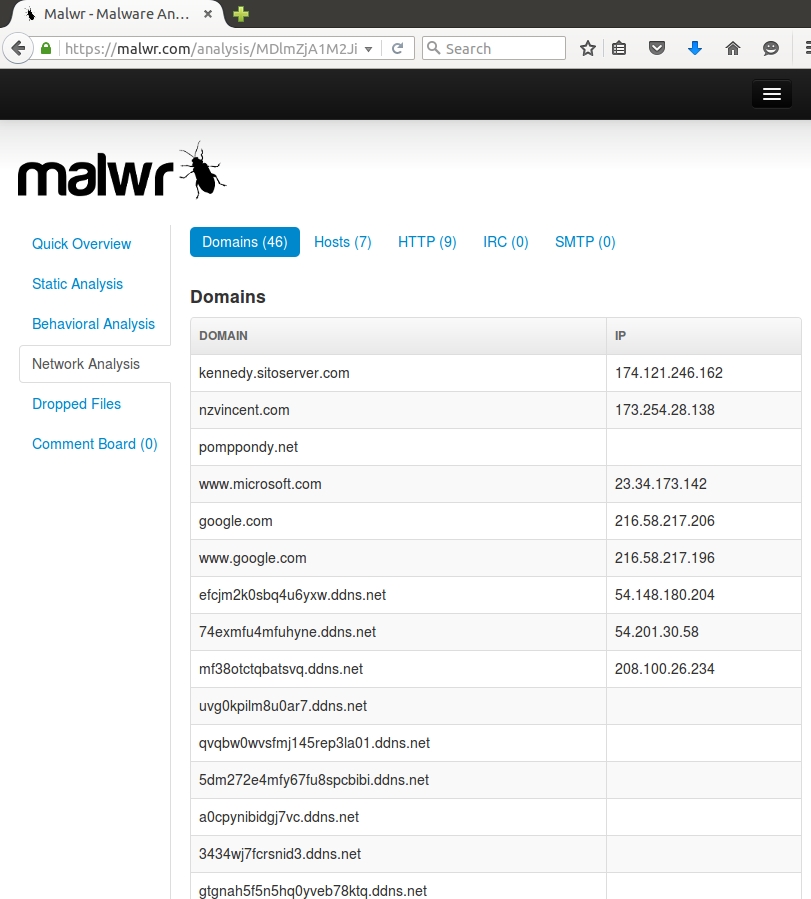 Malwr - Malware An...
https://malwr.com/analysis/MDlmZjA1M2Ji
Search
malwr
Quick Overview
Static Analysis
Behavioral Analysis
Network Analysis
Dropped Files
Comment Board (0)
Domains (46) Hosts (7) HTTP (9) IRC (0) SMTP (0)
Domains
DOMAIN IP
kennedy.sitoserver.com 174.121.246.162
nzvincent.com 173.254.28.138
pomppondy.net
www.microsoft.com 23.34.173.142
google.com 216.58.217.206
www.google.com 216.58.217.196
efcjm2k0sbq4u6yxw.ddns.net 54.148.180.204
74exmfu4mfuhyne.ddns.net 54.201.30.58
mf38otctqbatsvq.ddns.net 208.100.26.234
uvg0kpilm8u0ar7.ddns.net
qvqbw0wvsfmj145rep3la01.ddns.net
5dm272e4mfy67fu8spcbibi.ddns.net
a0cpynibidgj7vc.ddns.net
3434wj7fcrsnid3.ddns.net
gtgnah5f5n5hq0yveb78ktq.ddns.net